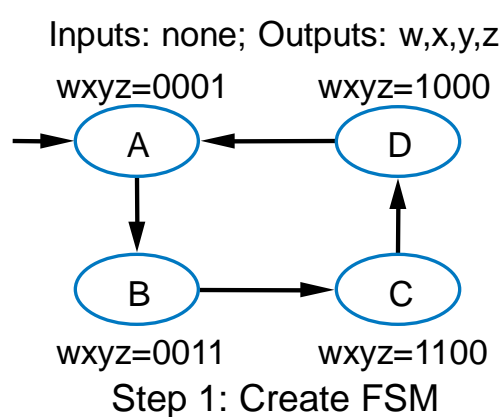 Inputs: none; Outputs: w,x,y,z
wxyz=0001 wxyz=1000
A D
B C
wxyz=0011 wxyz=1100
Step 1: Create FSM